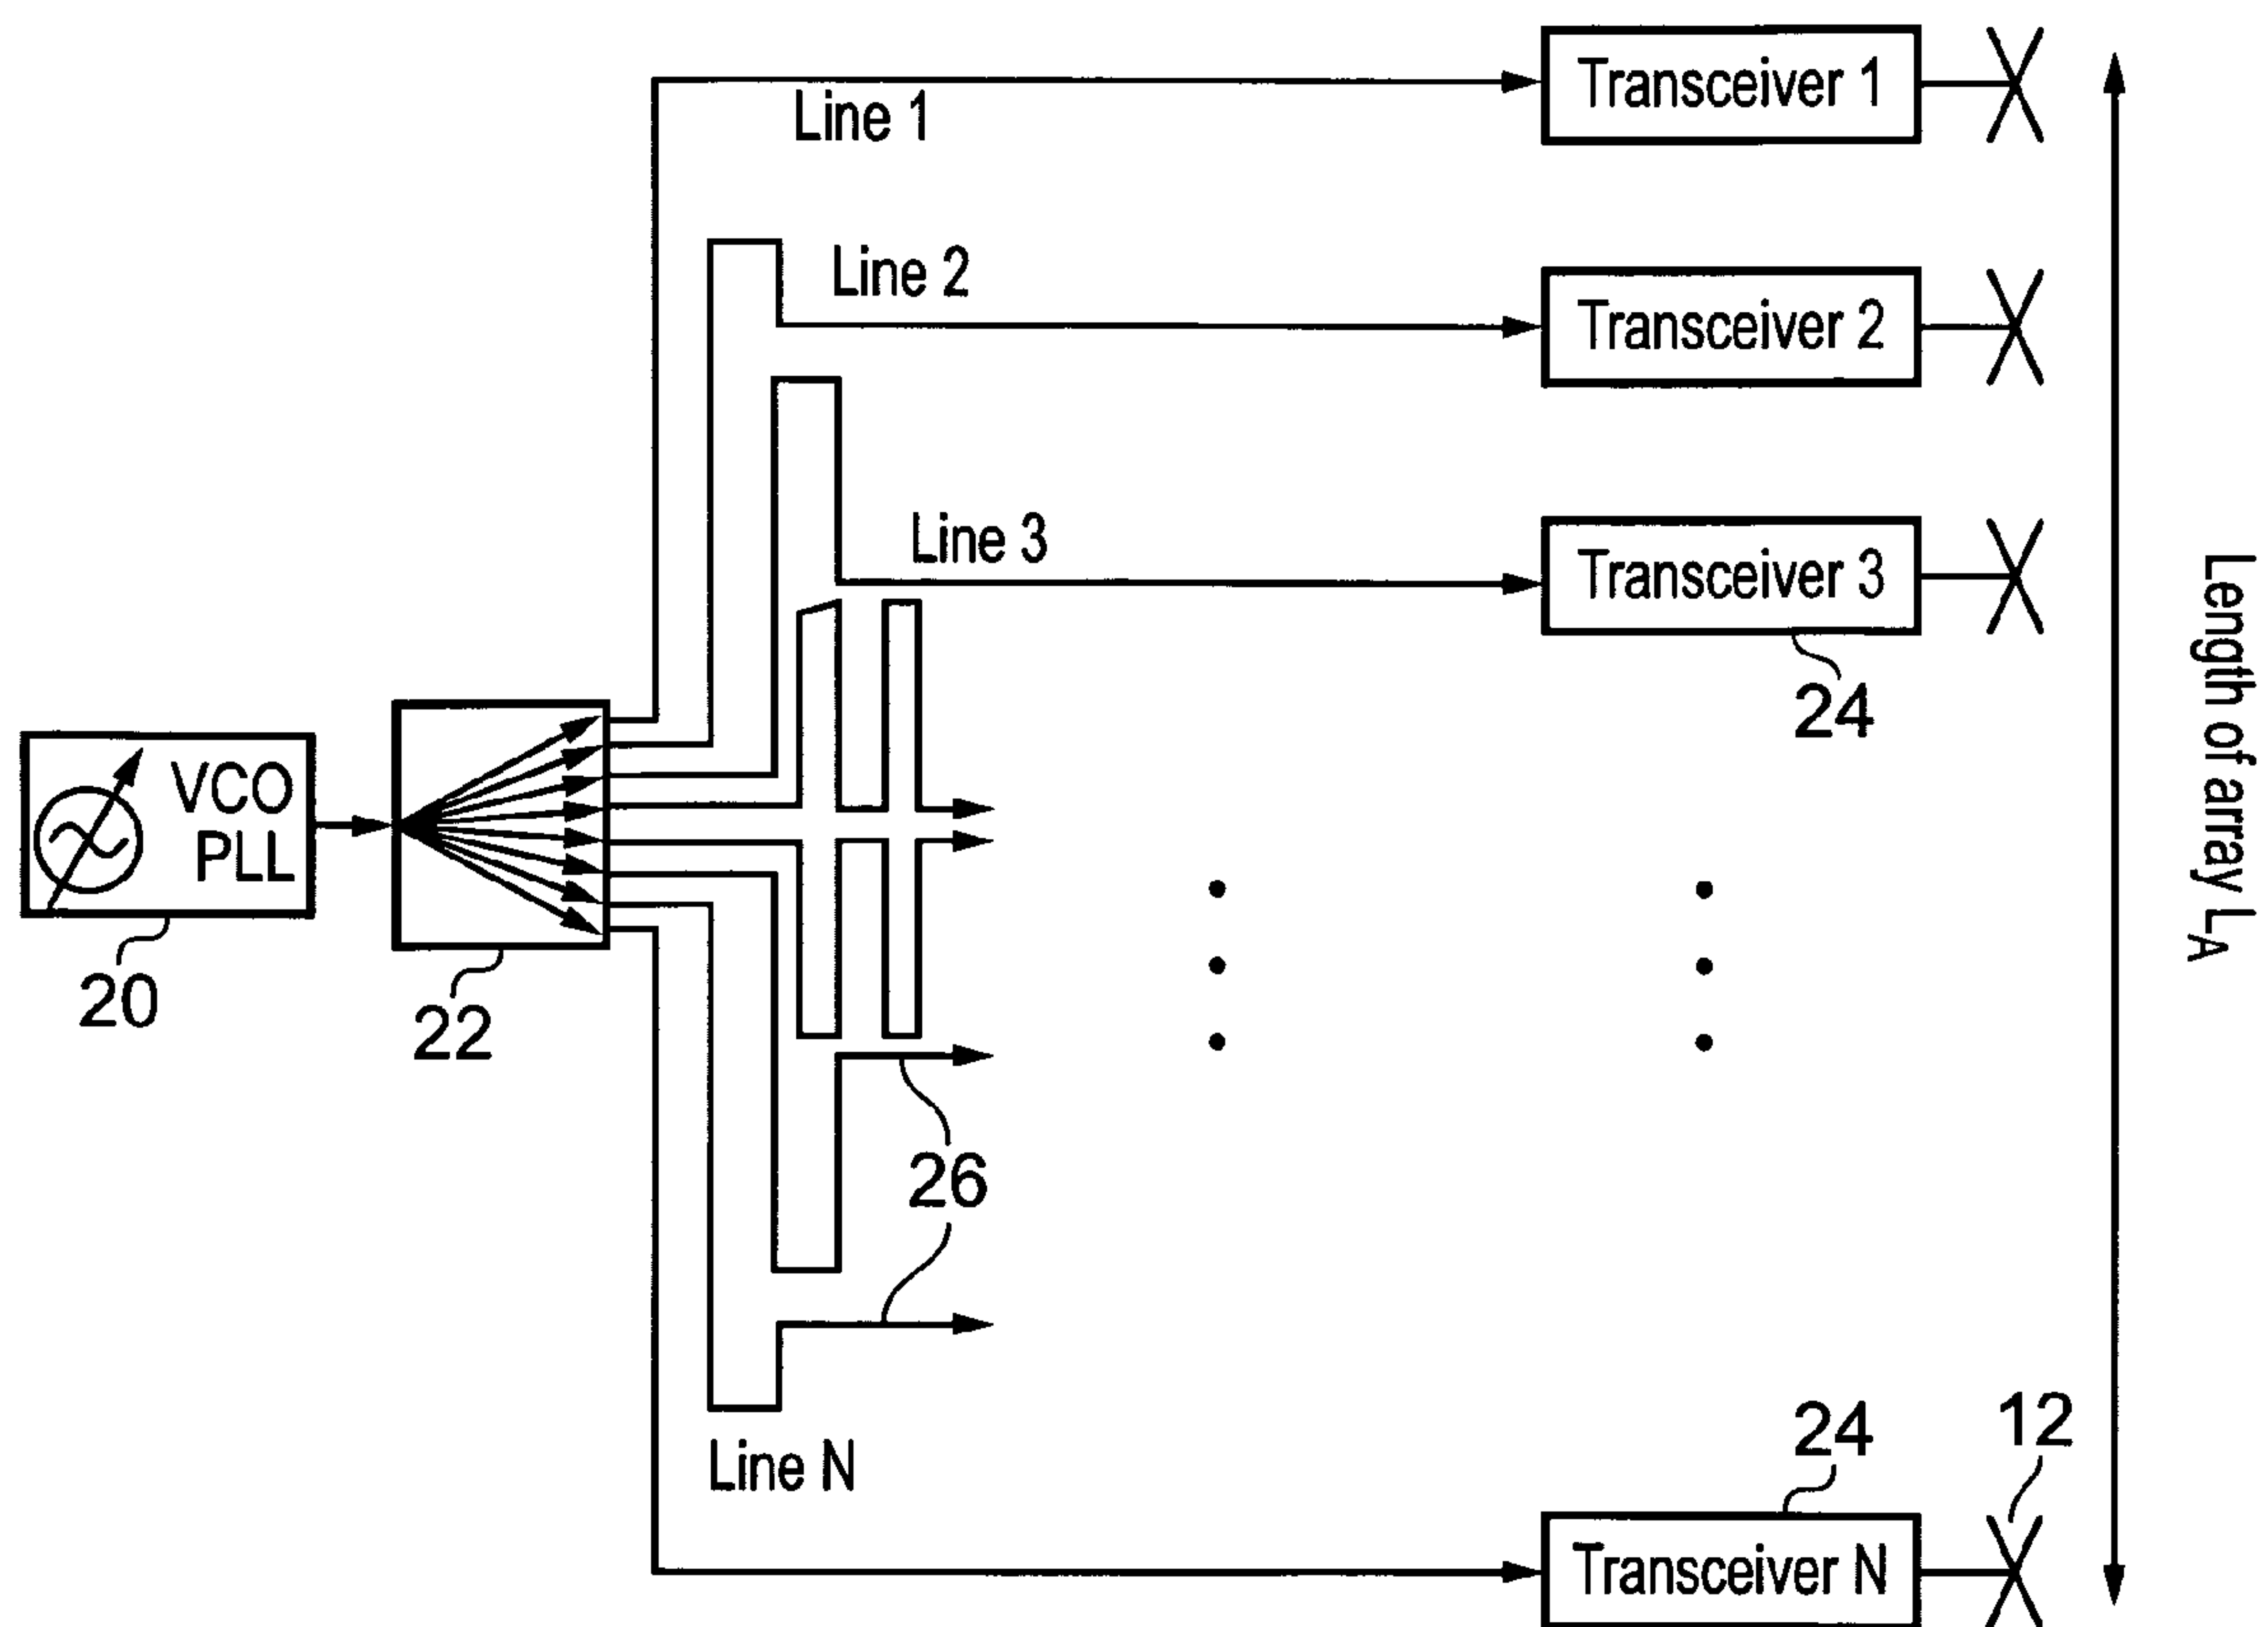 Transceiver 1
Line 1
Line 2
Transceiver 2
Line 3
Transceiver 3
24
VCO
PLL
20
22
Length of array LA
26
Line N
24
12
Transceiver N